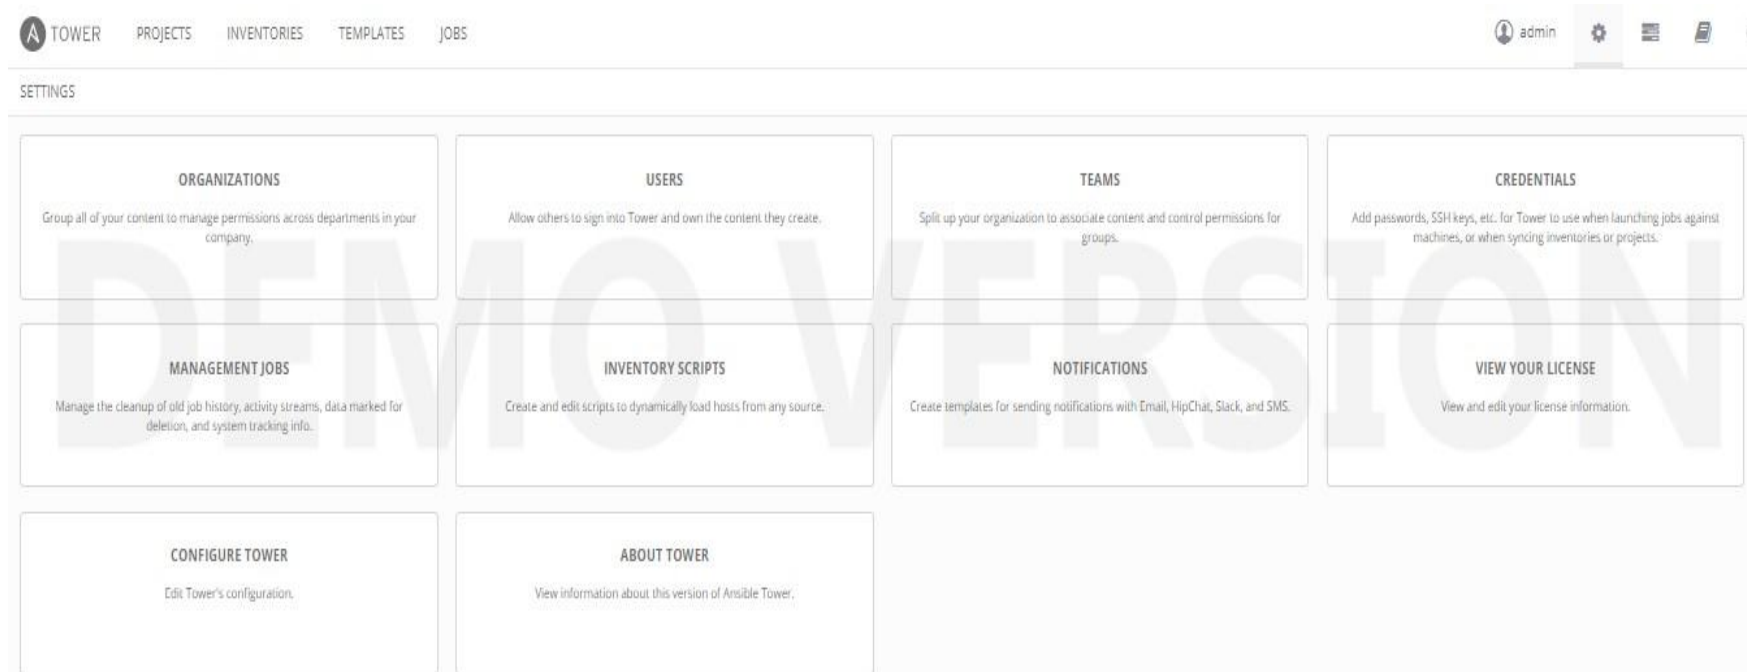 A TOWER PROJECTS INVENTORIES TEMPLATES JOBS admin
SETTINGS
ORGANIZATIONS
Group all of your content to manage permissions across departments in your
company.
USERS
Allow others to sign into Tower and own the content they create.
TEAMS
Split up your organization to associate content and control permissions for
groups.
CREDENTIALS
Add passwords, SSH keys, etc. for Tower to use when launching jobs against
machines, or when syncing inventories or projects.
DEMO VERSION
MANAGEMENT JOBS
Manage the cleanup of old job history, activity streams, data marked for
deletion, and system tracking info.
INVENTORY SCRIPTS
Create and edit scripts to dynamically load hosts from any source.
NOTIFICATIONS
Create templates for sending notifications with Email, HipChat, Slack, and SMS.
VIEW YOUR LICENSE
View and edit your license information.
CONFIGURE TOWER
Edit Tower's configuration.
ABOUT TOWER
View information about this version of Ansible Tower.